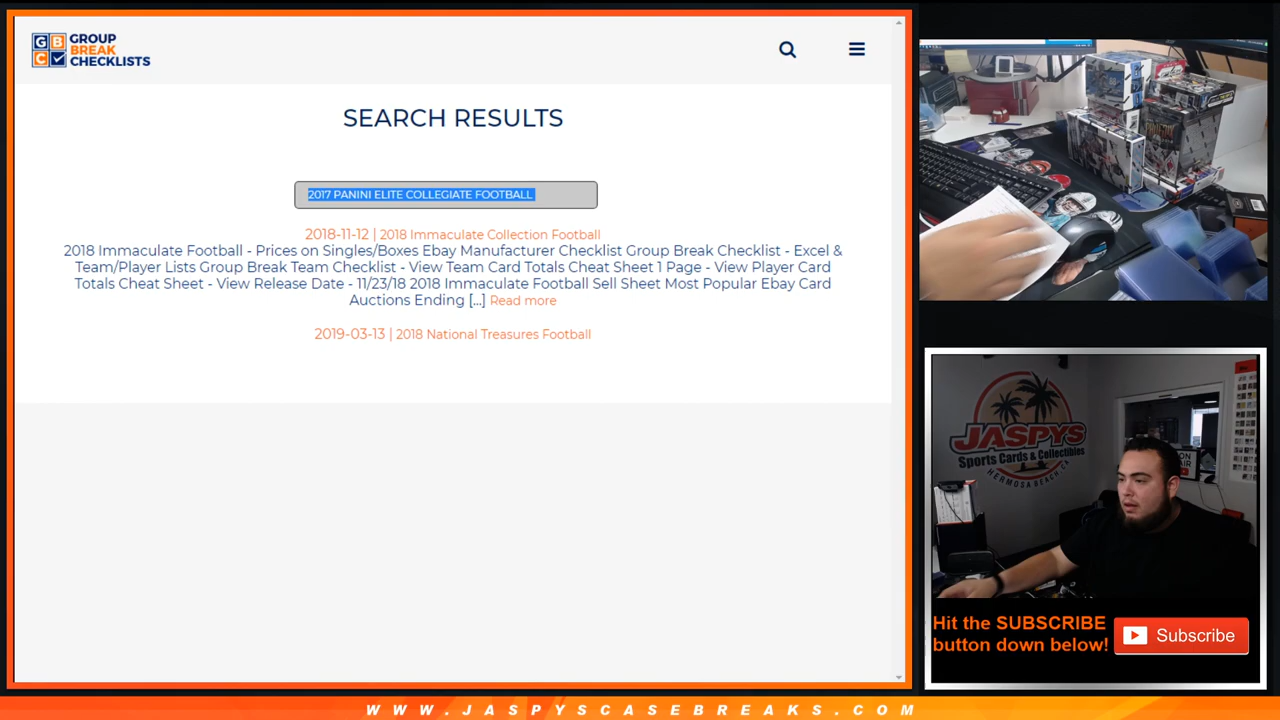 GBC
GROUP
BREAK
CHECKLISTS
SEARCH RESULTS
2017 PANINI ELITE COLLEGIATE FOOTBALL
2018-11-12 | 2018 Immaculate Collection Football
2018 Immaculate Football - Prices on Singles/Boxes Ebay Manufacturer Checklist Group Break Checklist - Excel &
Team/Player Lists Group Break Team Checklist - View Team Card Totals Cheat Sheet 1 Page - View Player Card
Totals Cheat Sheet - View Release Date - 11/23/18 2018 Immaculate Football Sell Sheet Most Popular Ebay Card
Auctions Ending [...] Read more
2019-03-13 | 2018 National Treasures Football
JASPYS
Sports Cards & Collectibles
HERMOSA BEACH, CA
ON
AIR
Hit the SUBSCRIBE
button down below!
Subscribe
WWW.JASPYSCASEBREAKS.COM